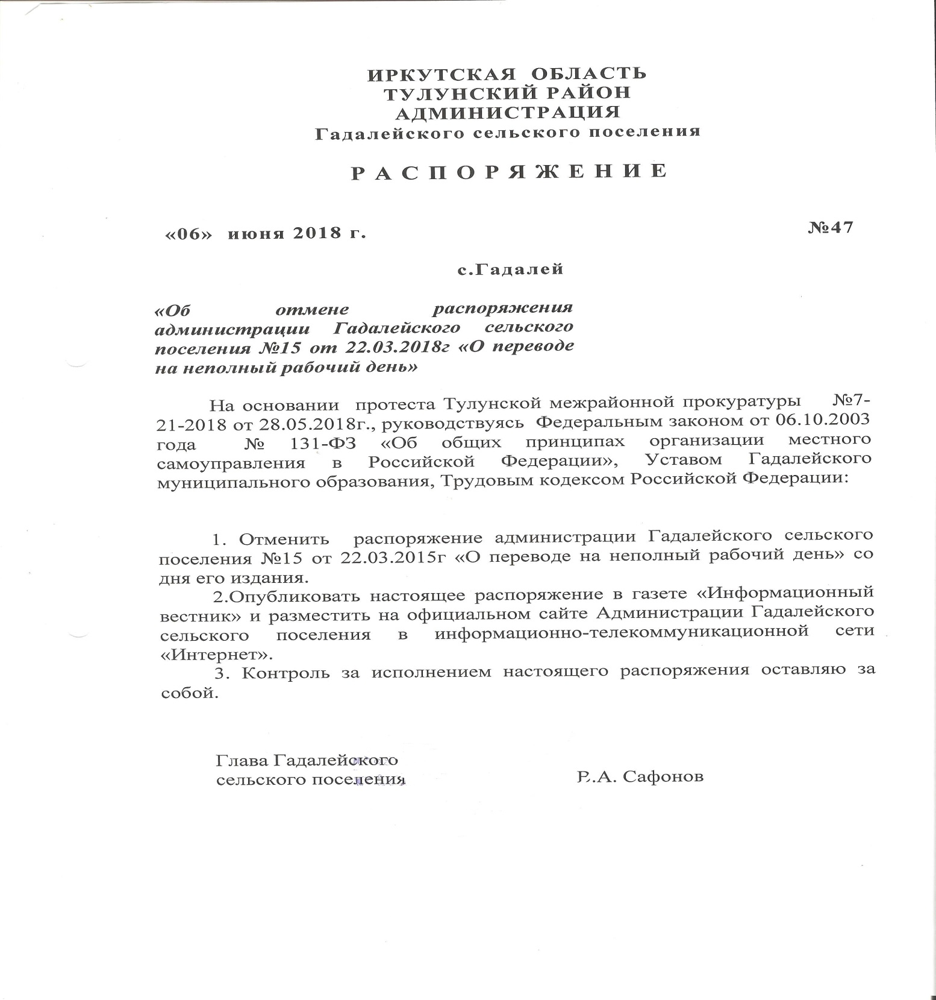 ИРКУТСКАЯ ОБЛАСТЬ
ТУЛУНСКИЙ РАЙОН
АДМИНИСТРАЦИЯ
Гадалейского сельского поселения
РАСПОРЯЖЕНИЕ
«06» июня 2018 г. №47
с.Гадалей
«Об отмене распоряжения
администрации Гадалейского сельского
поселения №15 от 22.03.2018г «О переводе
на неполный рабочий день»
На основании протеста Тулунской межрайонной прокуратуры №7-
21-2018 от 28.05.2018г., руководствуясь Федеральным законом от 06.10.2003
года № 131-ФЗ «Об общих принципах организации местного
самоуправления в Российской Федерации», Уставом Гадалейского
муниципального образования, Трудовым кодексом Российской Федерации:
1. Отменить распоряжение администрации Гадалейского сельского
поселения №15 от 22.03.2015г «О переводе на неполный рабочий день» со
дня его издания.
2.Опубликовать настоящее распоряжение в газете «Информационный
вестник» и разместить на официальном сайте Администрации Гадалейского
сельского поселения в информационно-телекоммуникационной сети
«Интернет».
3. Контроль за исполнением настоящего распоряжения оставляю за
собой.
Глава Гадалейского
сельского поселения Р.А. Сафонов